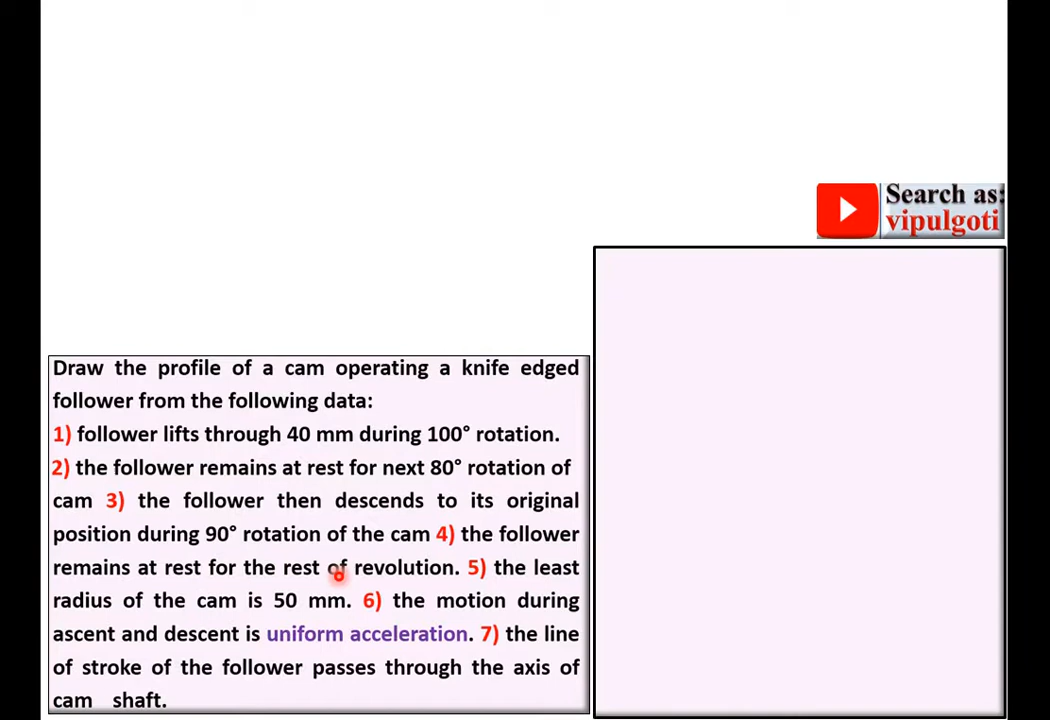 Search as:
vipulgoti
Draw the profile of a cam operating a knife edged
follower from the following data:
1) follower lifts through 40 mm during 100° rotation.
2) the follower remains at rest for next 80° rotation of
cam 3) the follower then descends to its original
position during 90° rotation of the cam 4) the follower
remains at rest for the rest of revolution. 5) the least
radius of the cam is 50 mm. 6) the motion during
ascent and descent is uniform acceleration. 7) the line
of stroke of the follower passes through the axis of
cam shaft.